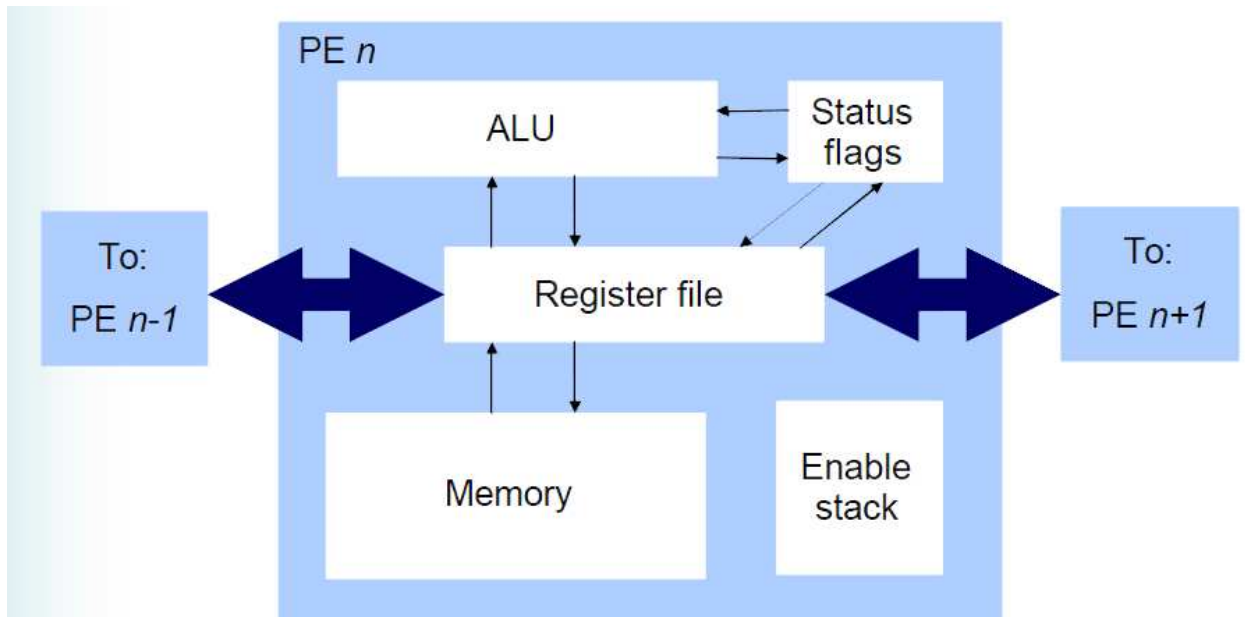 PE n
ALU
Status
flags
To:
PE n-1
Register file
To:
PE n+1
Memory
Enable
stack